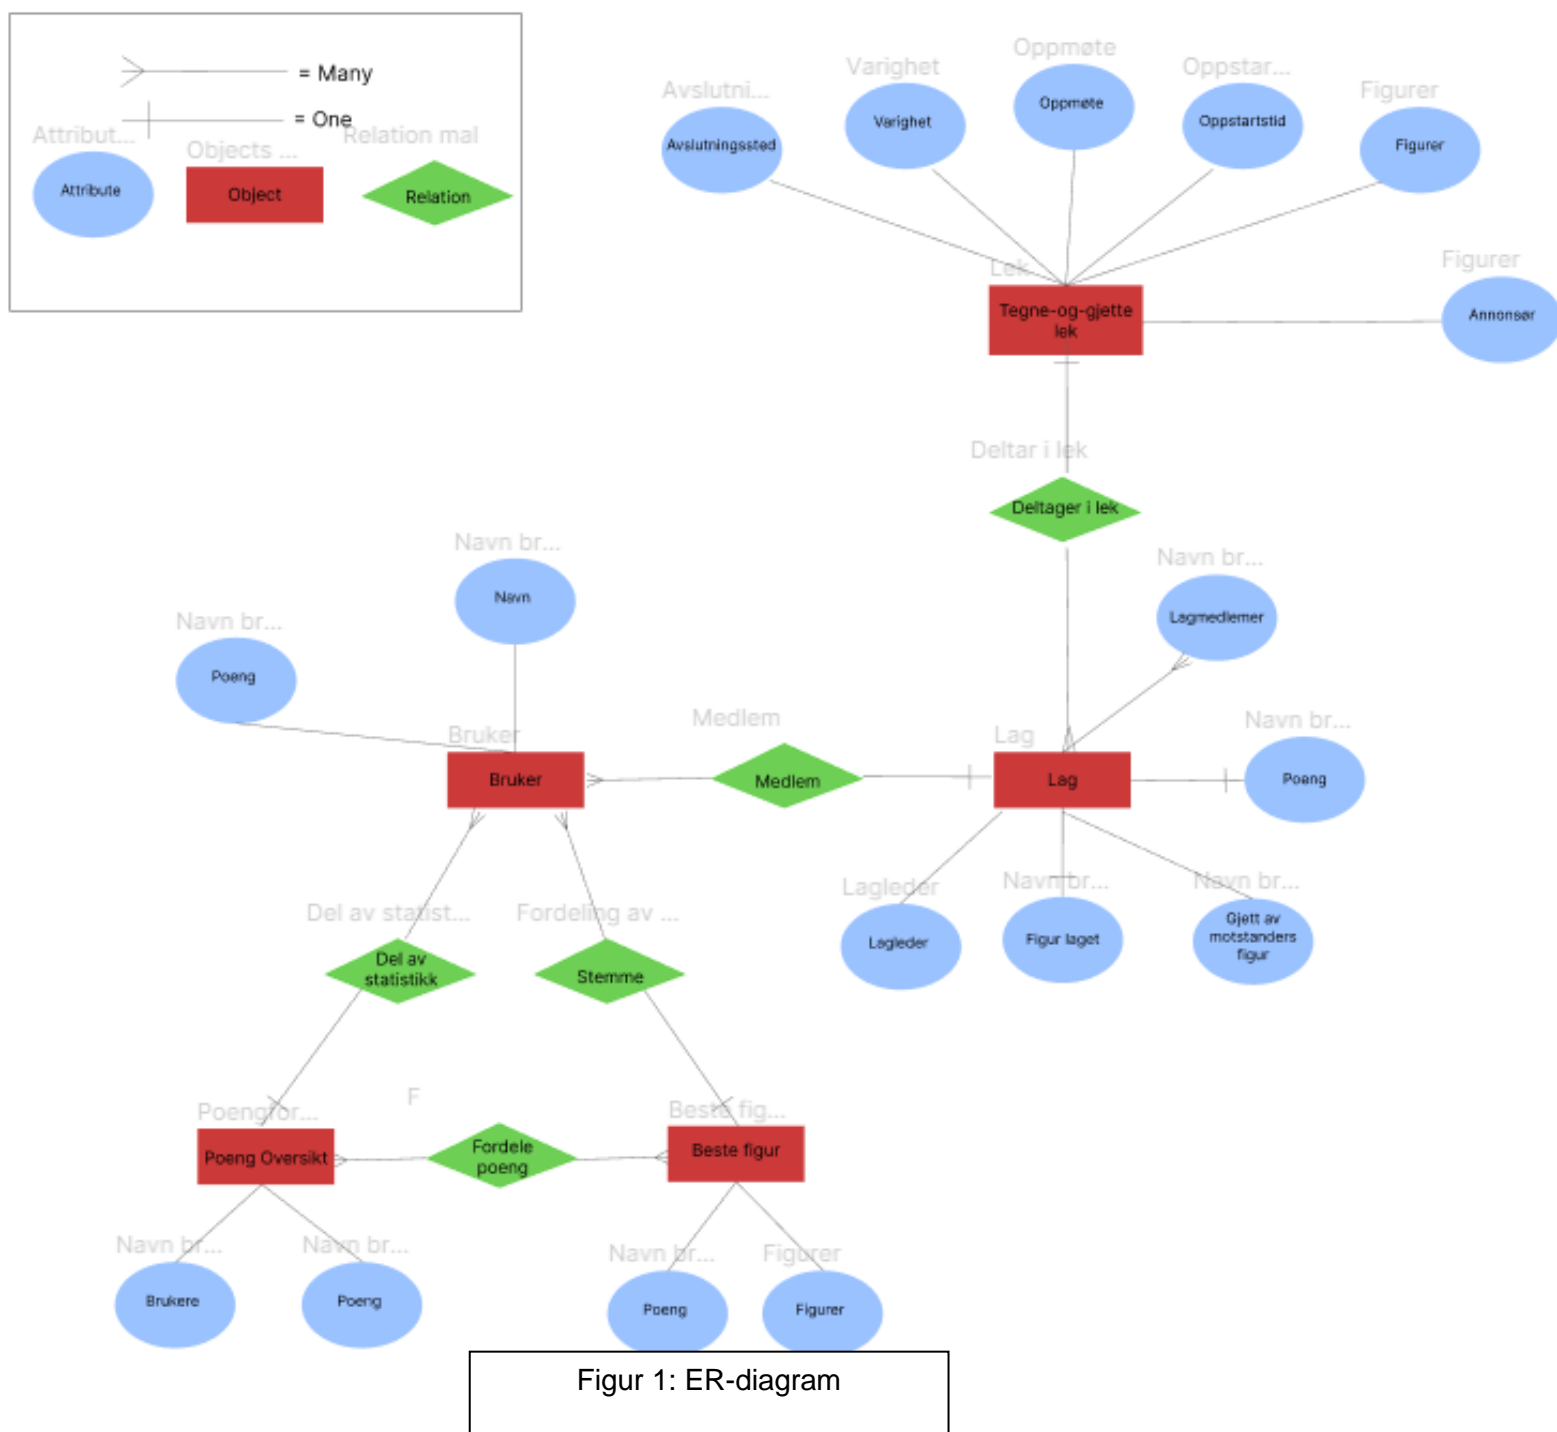 = Many
= One
Attribut...
Objects ...
Relation mal
Attribute
Object
Relation
Avslutni...
Varighet
Oppmøte
Oppstar...
Figurer
Avslutningssted
Varighet
Oppmøte
Oppstartstid
Figurer
Figurer
Annonsør
Lek
Tegne-og-gjette
lek
Deltar i lek
Deltager i lek
Navn br...
Navn
Navn br...
Poeng
Navn br...
Lagmedlemer
Bruker
Bruker
Medlem
Medlem
Lag
Lag
Navn br...
Poeng
Lagleder
Lagleder
Navn br...
Figur laget
Navn br...
Gjett av
motstanders
figur
Del av statist...
Del av
statistikk
Fordeling av ...
Stemme
Poengfor...
Poeng Oversikt
F
Fordele
poeng
Beste fig...
Beste figur
Navn br...
Brukere
Navn br...
Poeng
Navn br...
Poeng
Figurer
Figurer
Figur 1: ER-diagram